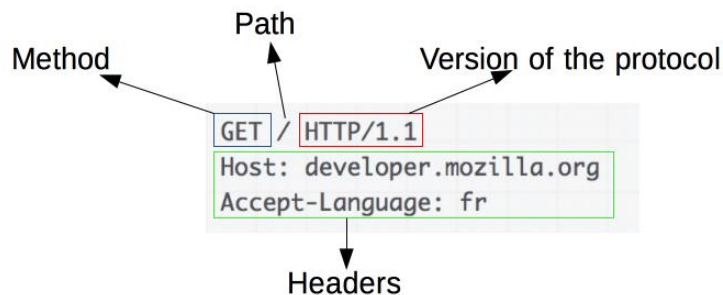 Path
Method
Version of the protocol
GET / HTTP/1.1
Host: developer.mozilla.org
Accept-Language: fr
Headers